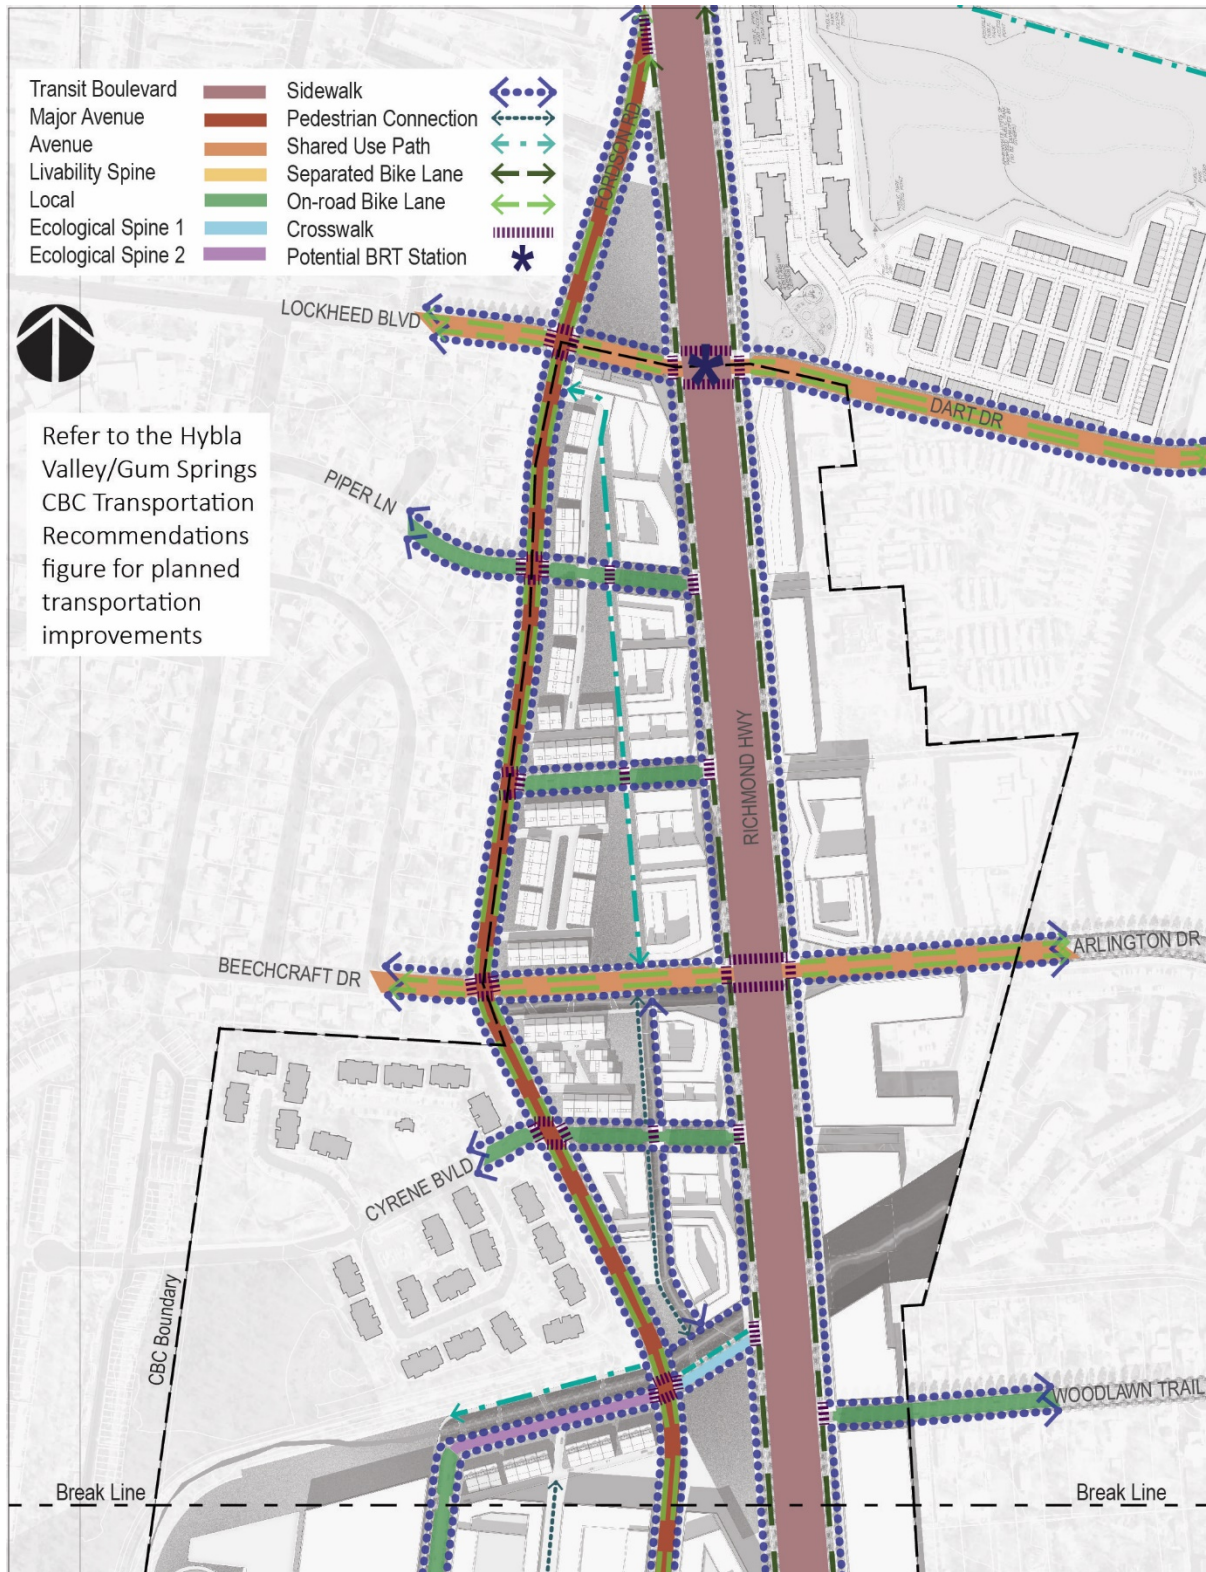 Transit Boulevard
Major Avenue
Avenue
Livability Spine
Local
Ecological Spine 1
Ecological Spine 2
Sidewalk
Pedestrian Connection
Shared Use Path
Separated Bike Lane
On-road Bike Lane
Crosswalk
Potential BRT Station
FORDSON RD
LOCKHEED BLVD
DART DR
Refer to the Hybla
Valley/Gum Springs
CBC Transportation
Recommendations
figure for planned
transportation
improvements
PIPER LN
RICHMOND HWY
ARLINGTON DR
BEECHCRAFT DR
CYRENE BVLD
CBC Boundary
WOODLAWN TRAIL
Break Line
Break Line